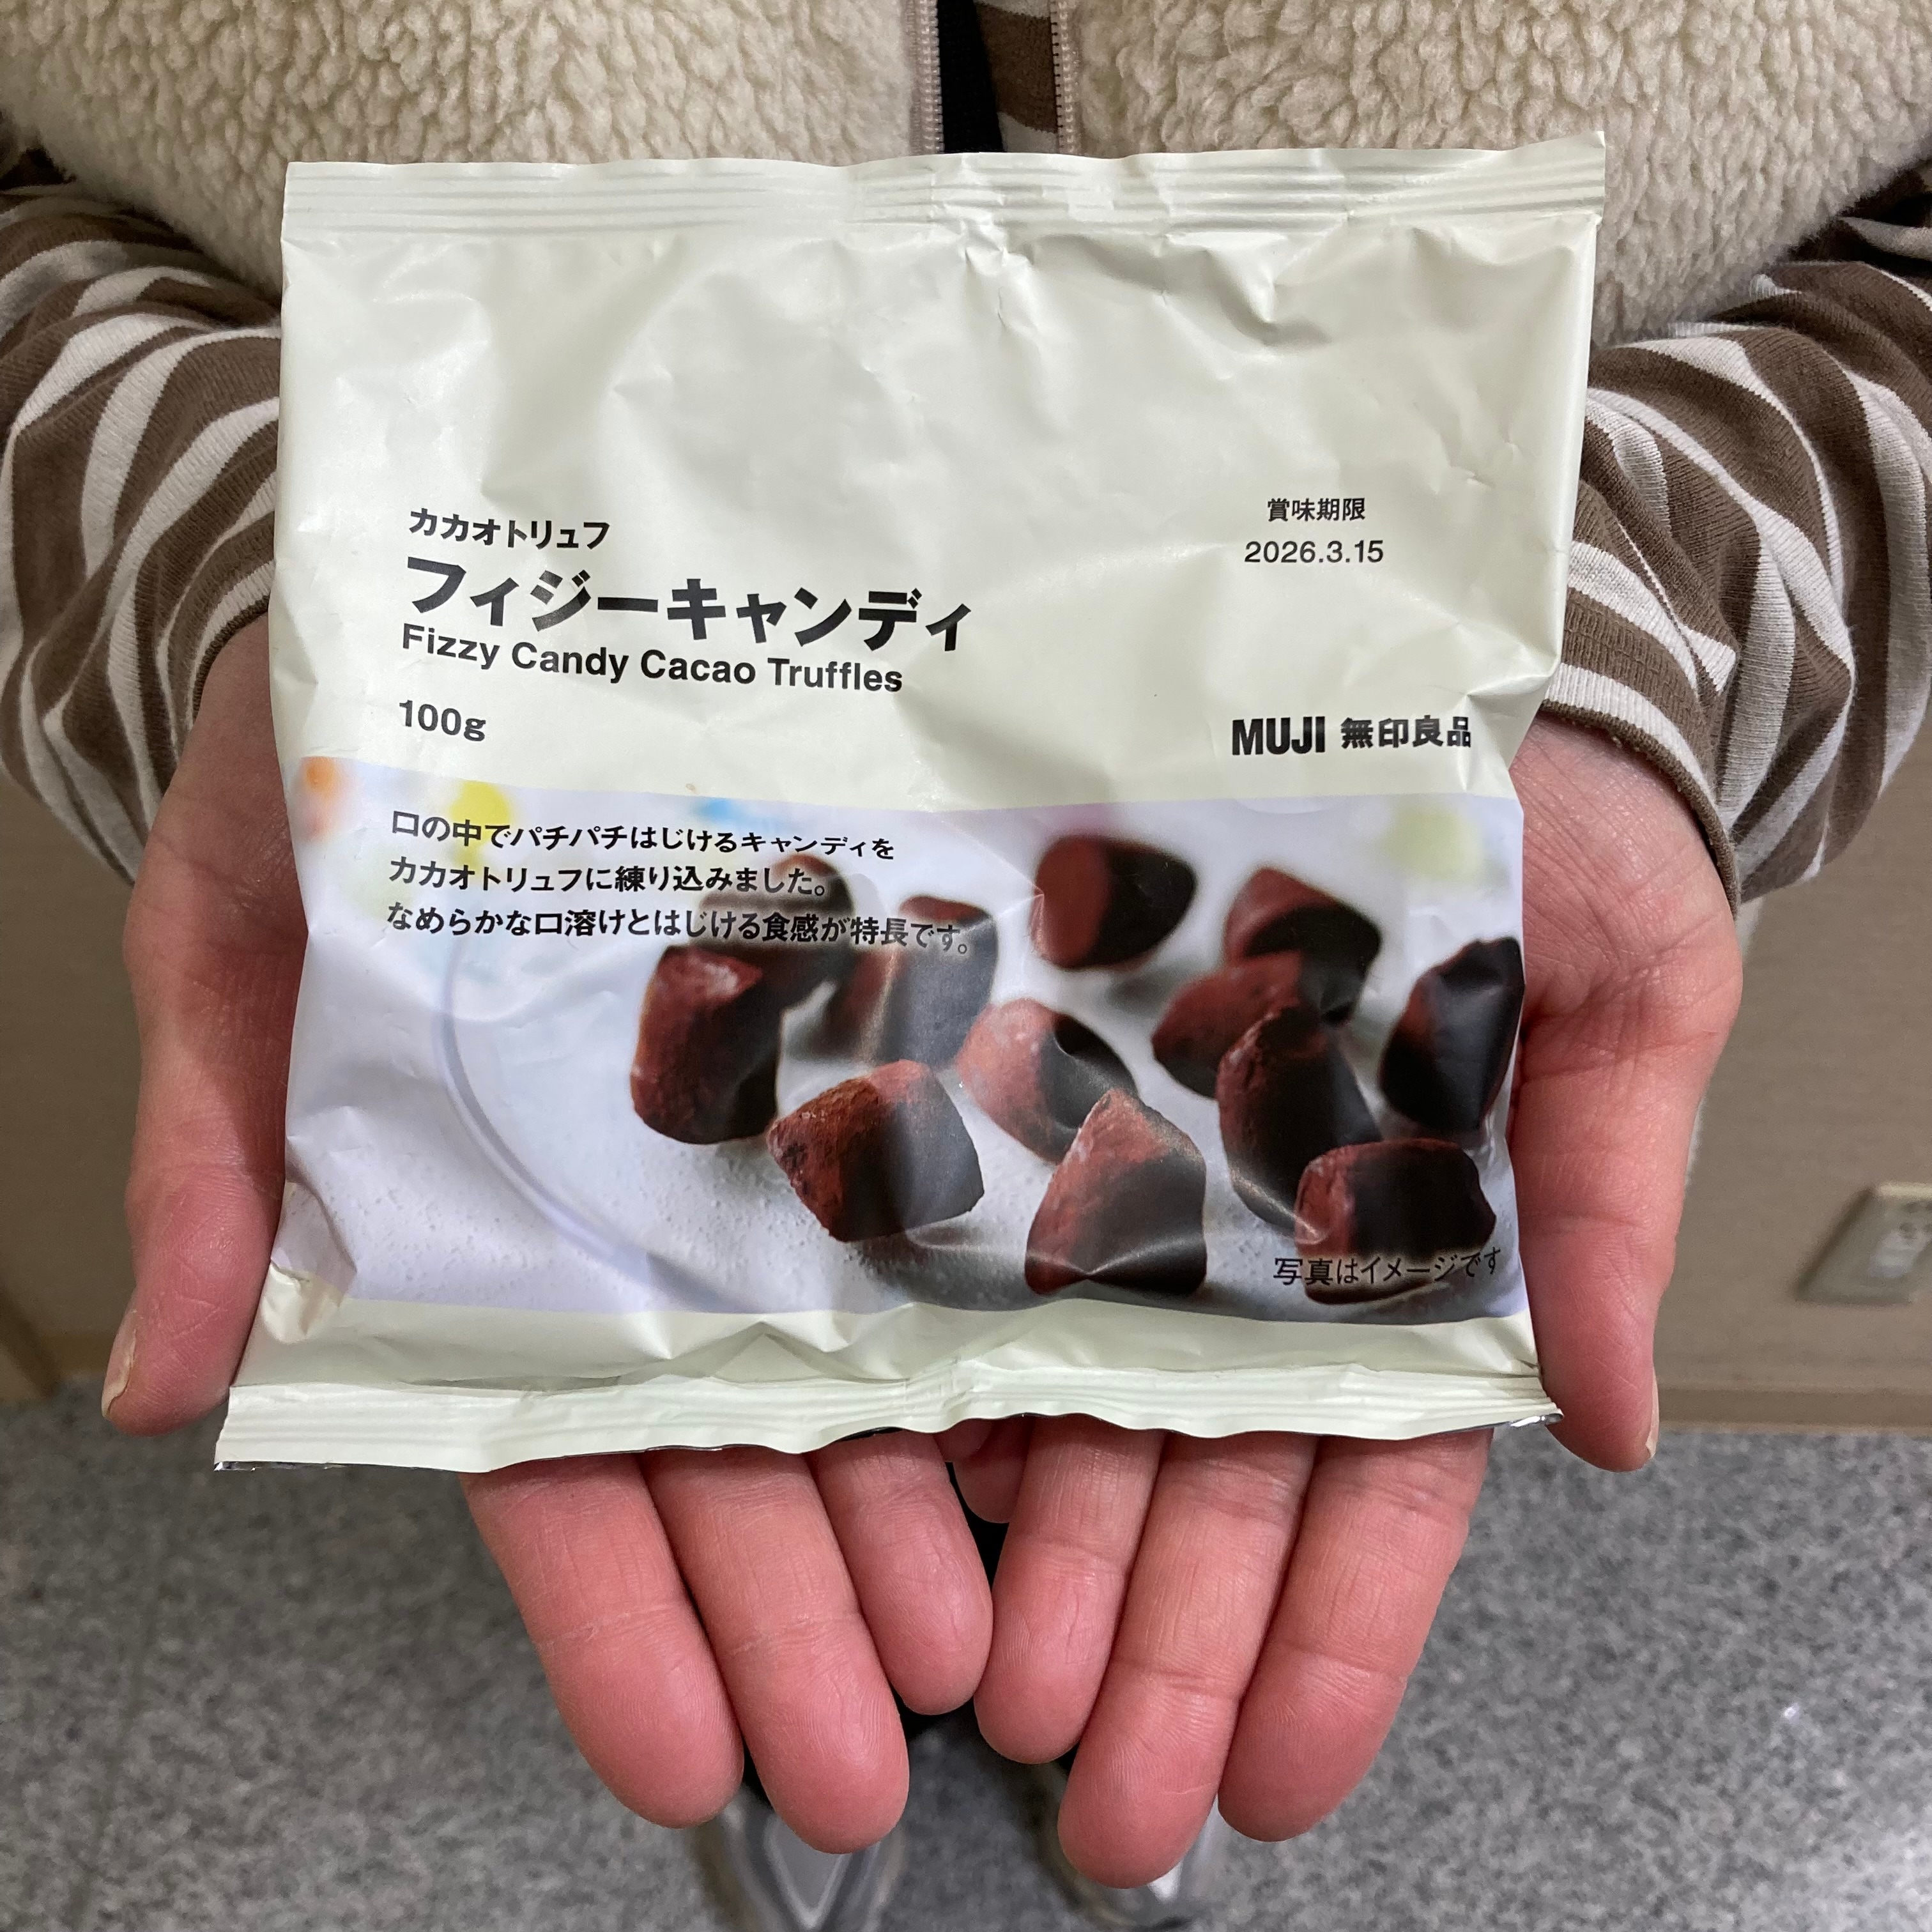 カカオトリュフ
フィジーキャンディ
Fizzy Candy Cacao Truffles
100g
賞味期限
2026.3.15
MUJI 無印良品
口の中でパチパチはじけるキャンディを
カカオトリュフに練り込みました。
なめらかな口溶けとはじける食感が特長です。
写真はイメージです